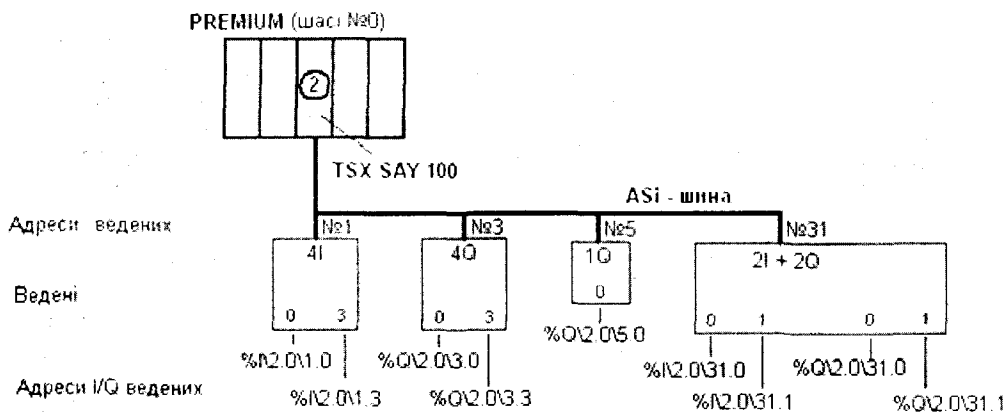 PREMIUM (шасі №0)
2
TSX SAY 100
ASi - шина
Адреси ведених
№1 №3 №5 №31
4I 4Q 1Q 2I + 2Q
Ведені
0 3 0 3 0 0 1 0 1
%I\2.0\1.0 %Q\2.0\3.0 %Q\2.0\5.0 %I\2.0\31.0 %Q\2.0\31.0
Адреси I/Q ведених
%I\2.0\1.3 %Q\2.0\3.3 %I\2.0\31.1 %Q\2.0\31.1